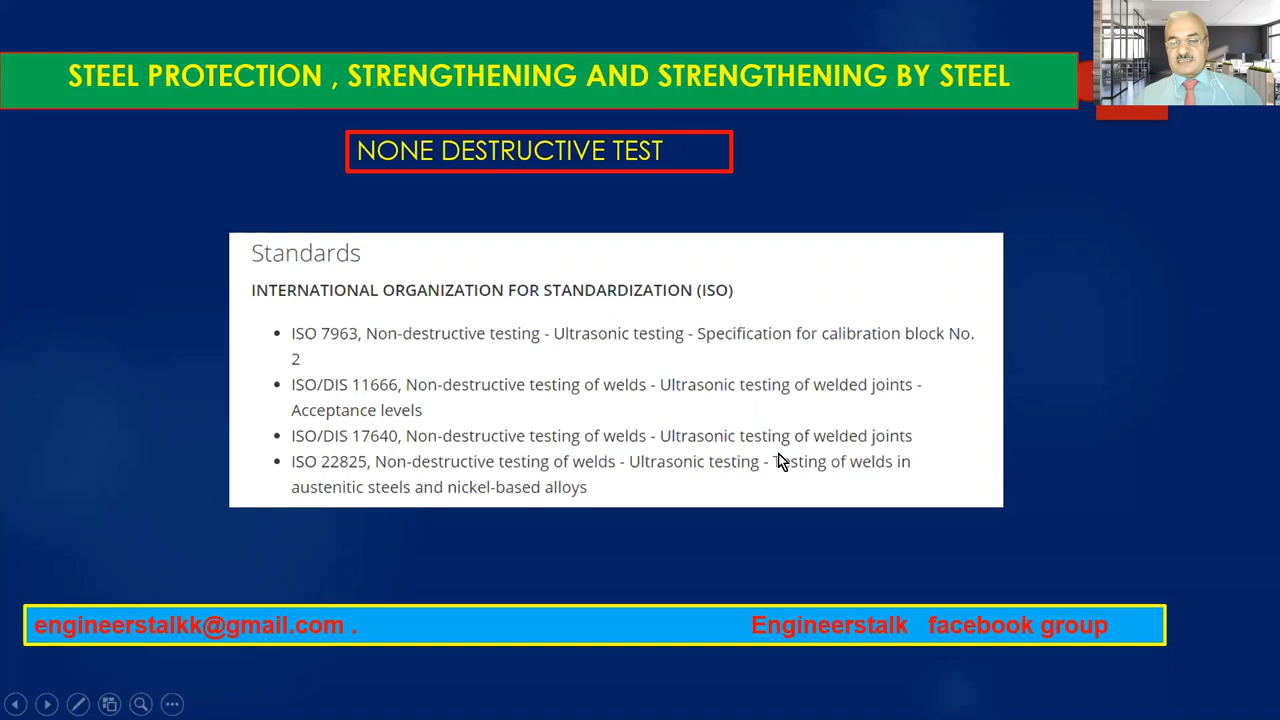 STEEL PROTECTION , STRENGTHENING AND STRENGTHENING BY STEEL
NONE DESTRUCTIVE TEST
Standards
INTERNATIONAL ORGANIZATION FOR STANDARDIZATION (ISO)
• ISO 7963, Non-destructive testing - Ultrasonic testing - Specification for calibration block No.
2
• ISO/DIS 11666, Non-destructive testing of welds - Ultrasonic testing of welded joints -
Acceptance levels
• ISO/DIS 17640, Non-destructive testing of welds - Ultrasonic testing of welded joints
• ISO 22825, Non-destructive testing of welds - Ultrasonic testing - Testing of welds in
austenitic steels and nickel-based alloys
engineerstalkk@gmail.com . Engineerstalk facebook group